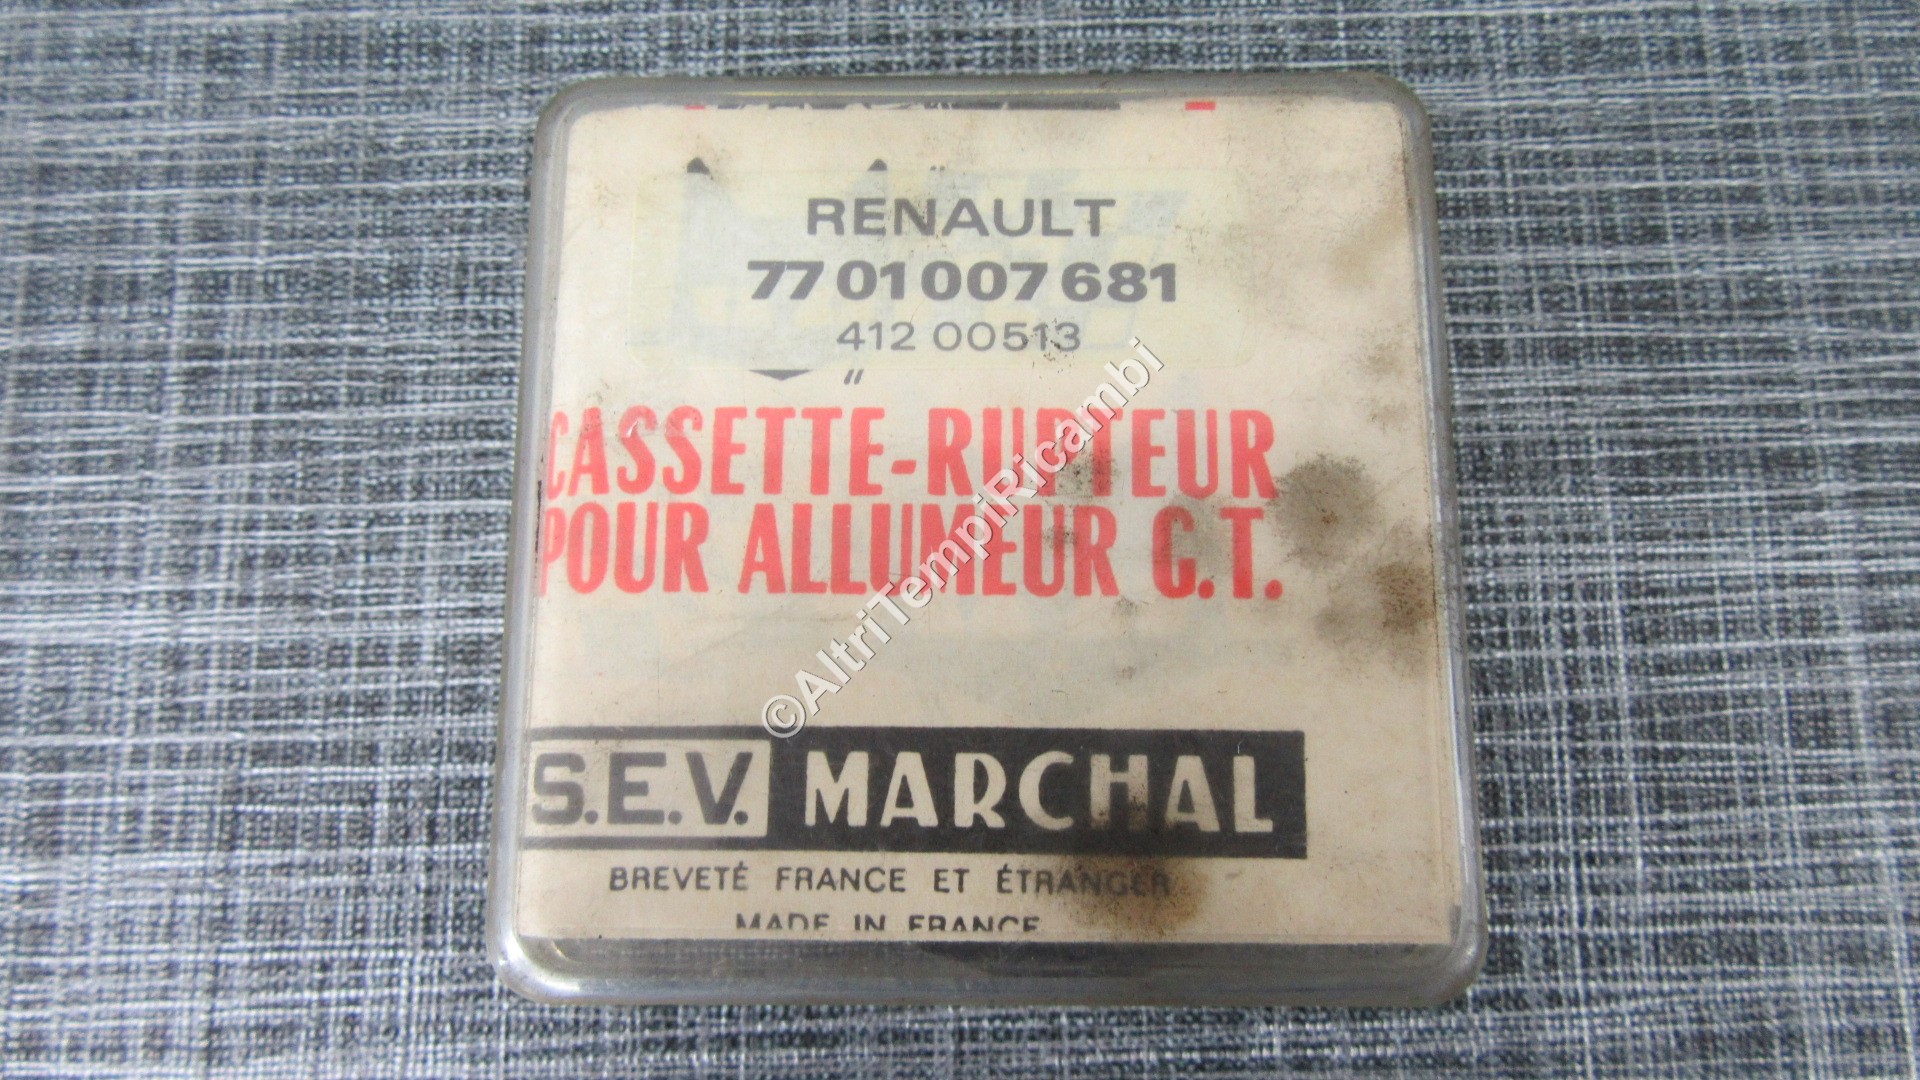 RENAULT
77 01 007 681
412 00513
CASSETTE-RUPTEUR
POUR ALLUMEUR C.T.
S.E.V. MARCHAL
BREVETÉ FRANCE ET ÉTRANGER
MADE IN FRANCE
©AltriTempiRicambi